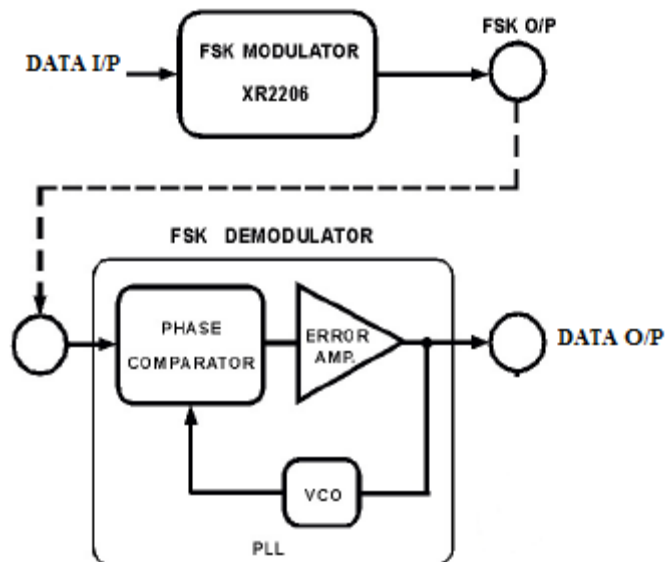 FSK O/P
DATA I/P
FSK MODULATOR
XR2206
FSK DEMODULATOR
PHASE
COMPARATOR
ERROR
AMP.
DATA O/P
VCO
PLL